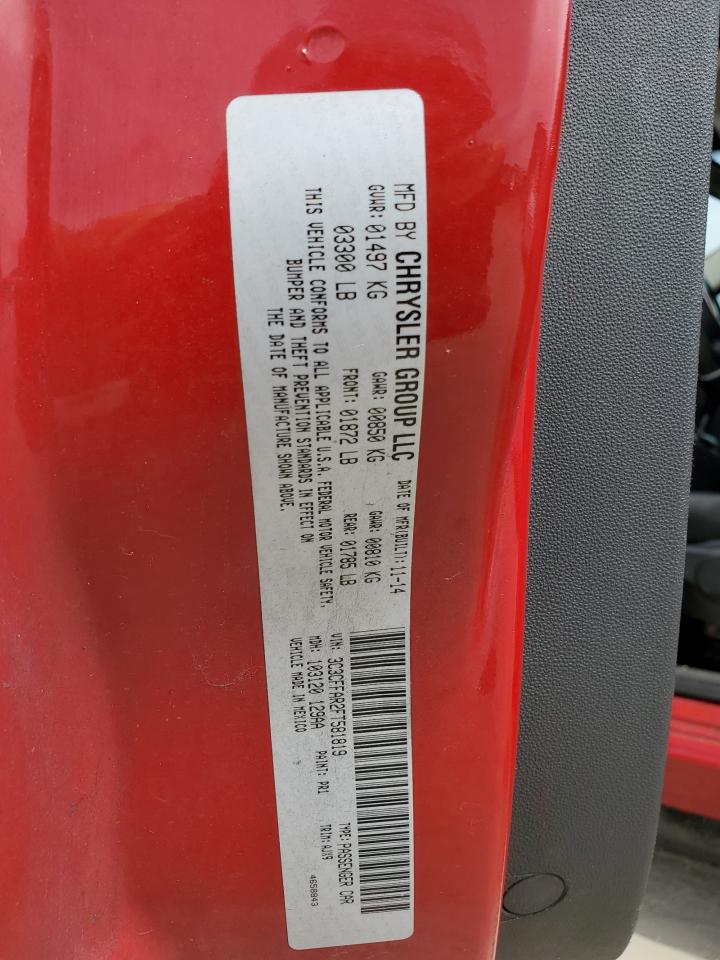 MFD BY CHRYSLER GROUP LLC DATE OF MFR(BUILT): 11-14
GVWR: 01497 KG GAWR: 00850 KG GAWR: 00810 KG
03300 LB FRONT: 01872 LB REAR: 01785 LB
THIS VEHICLE CONFORMS TO ALL APPLICABLE U.S.A. FEDERAL MOTOR VEHICLE SAFETY,
BUMPER AND THEFT PREVENTION STANDARDS IN EFFECT ON
THE DATE OF MANUFACTURE SHOWN ABOVE.
VIN: 3C3CFFAR2FT581819 TYPE: PASSENGER CAR
MDH: 103120 129AA PAINT: PR1 TRIM: AJX9
VEHICLE MADE IN MEXICO 4658843